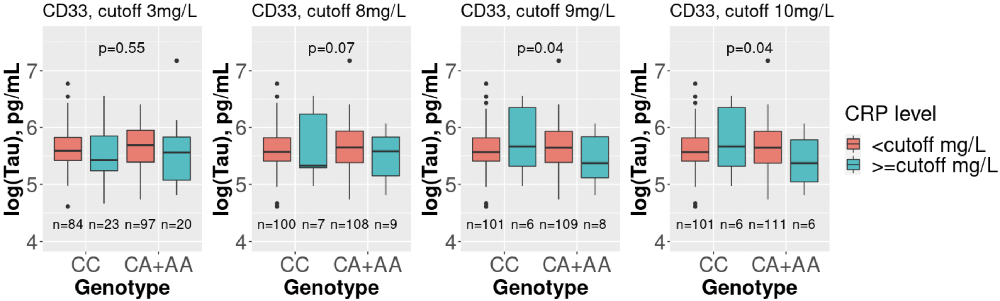 CD33, cutoff 3mg/L
p=0.55
log(Tau), pg/mL
7
6
5
4
n=84 n=23 n=97 n=20
CC CA+AA
Genotype
CD33, cutoff 8mg/L
p=0.07
log(Tau), pg/mL
7
6
5
4
n=100 n=7 n=108 n=9
CC CA+AA
Genotype
CD33, cutoff 9mg/L
p=0.04
log(Tau), pg/mL
7
6
5
4
n=101 n=6 n=109 n=8
CC CA+AA
Genotype
CD33, cutoff 10mg/L
p=0.04
log(Tau), pg/mL
7
6
5
4
n=101 n=6 n=111 n=6
CC CA+AA
Genotype
CRP level
<cutoff mg/L
>=cutoff mg/L